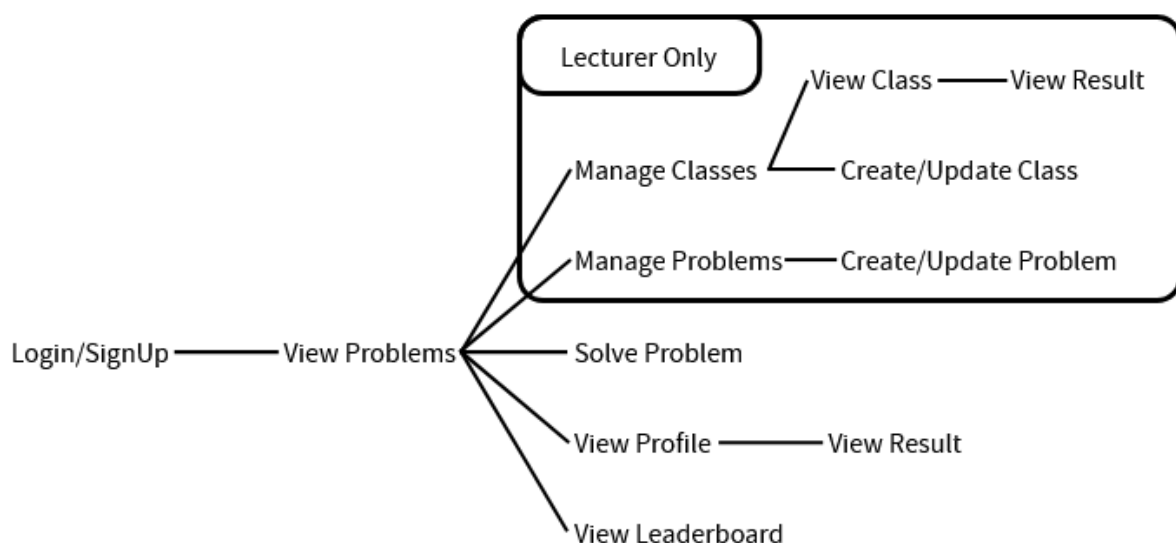 Lecturer Only
View Class
View Result
Manage Classes
Create/Update Class
Manage Problems
Create/Update Problem
Login/SignUp
View Problems
Solve Problem
View Profile
View Result
View Leaderboard